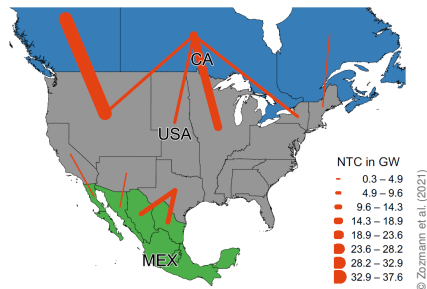 CA
USA
MEX
NTC in GW
0.3 – 4.9
4.9 – 9.6
9.6 – 14.3
14.3 – 18.9
18.9 – 23.6
23.6 – 28.2
28.2 – 32.9
32.9 – 37.6
© Zozmann et al. (2021)